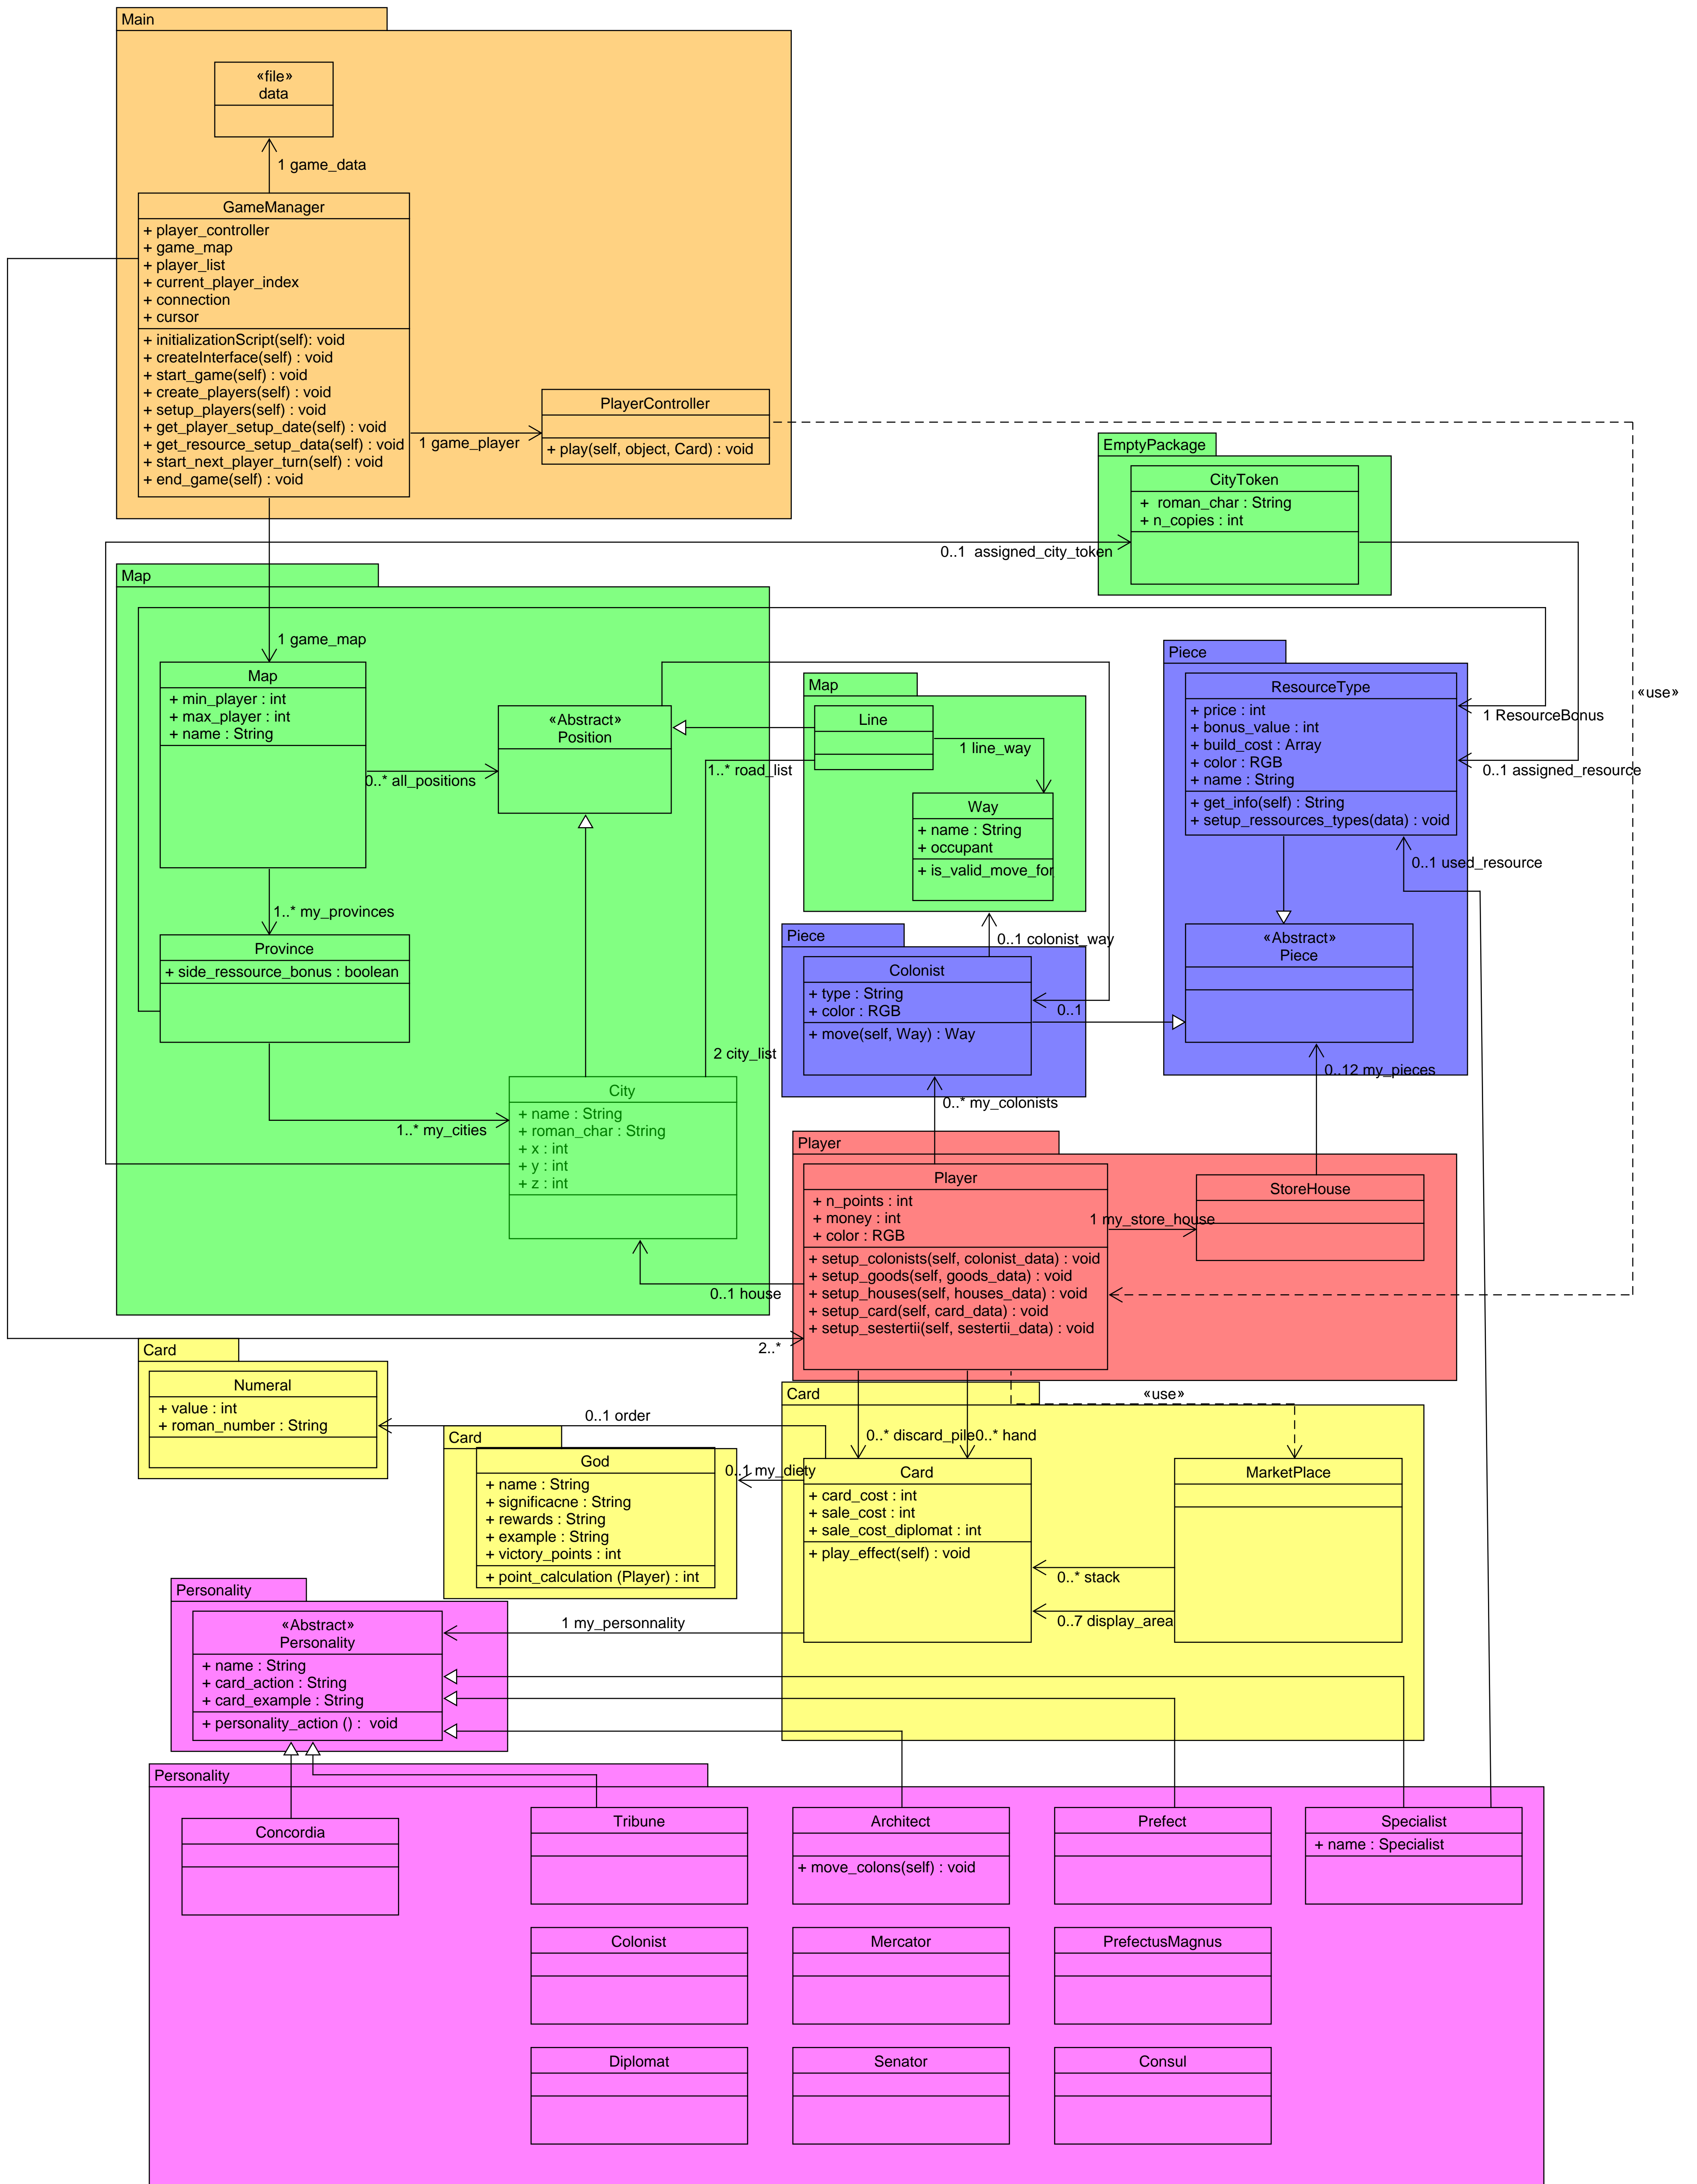 Main
«file»
data
1 game_data
GameManager
+ player_controller
+ game_map
+ player_list
+ current_player_index
+ connection
+ cursor
+ initializationScript(self): void
+ createInterface(self) : void
+ start_game(self) : void
+ create_players(self) : void
+ setup_players(self) : void
+ get_player_setup_date(self) : void
+ get_resource_setup_data(self) : void
+ start_next_player_turn(self) : void
+ end_game(self) : void
1 game_player
PlayerController
+ play(self, object, Card) : void
EmptyPackage
CityToken
+  roman_char : String
+ n_copies : int
0..1  assigned_city_token
«use»
Map
1 game_map
Map
+ min_player : int
+ max_player : int
+ name : String
0..* all_positions
«Abstract»
Position
1..* my_provinces
Province
+ side_ressource_bonus : boolean
1..* my_cities
2 city_list
City
+ name : String
+ roman_char : String
+ x : int
+ y : int
+ z : int
0..1 house
Map
Line
1..* road_list
1 line_way
Way
+ name : String
+ occupant
+ is_valid_move_for
Piece
ResourceType
+ price : int
+ bonus_value : int
+ build_cost : Array
+ color : RGB
+ name : String
+ get_info(self) : String
+ setup_ressources_types(data) : void
1 ResourceBonus
0..1 assigned_resource
0..1 used_resource
«Abstract»
Piece
0..12 my_pieces
Piece
0..1 colonist_way
Colonist
+ type : String
+ color : RGB
+ move(self, Way) : Way
0..1
0..* my_colonists
Player
Player
+ n_points : int
+ money : int
+ color : RGB
+ setup_colonists(self, colonist_data) : void
+ setup_goods(self, goods_data) : void
+ setup_houses(self, houses_data) : void
+ setup_card(self, card_data) : void
+ setup_sestertii(self, sestertii_data) : void
1 my_store_house
StoreHouse
2..*
Card
Numeral
+ value : int
+ roman_number : String
0..1 order
Card
God
+ name : String
+ significacne : String
+ rewards : String
+ example : String
+ victory_points : int
+ point_calculation (Player) : int
0..1 my_diety
Card
«use»
0..* discard_pile
0..* hand
Card
+ card_cost : int
+ sale_cost : int
+ sale_cost_diplomat : int
+ play_effect(self) : void
MarketPlace
0..* stack
0..7 display_area
1 my_personnality
Personality
«Abstract»
Personality
+ name : String
+ card_action : String
+ card_example : String
+ personality_action () :  void
Personality
Concordia
Tribune
Architect
+ move_colons(self) : void
Prefect
Specialist
+ name : Specialist
Colonist
Mercator
PrefectusMagnus
Diplomat
Senator
Consul